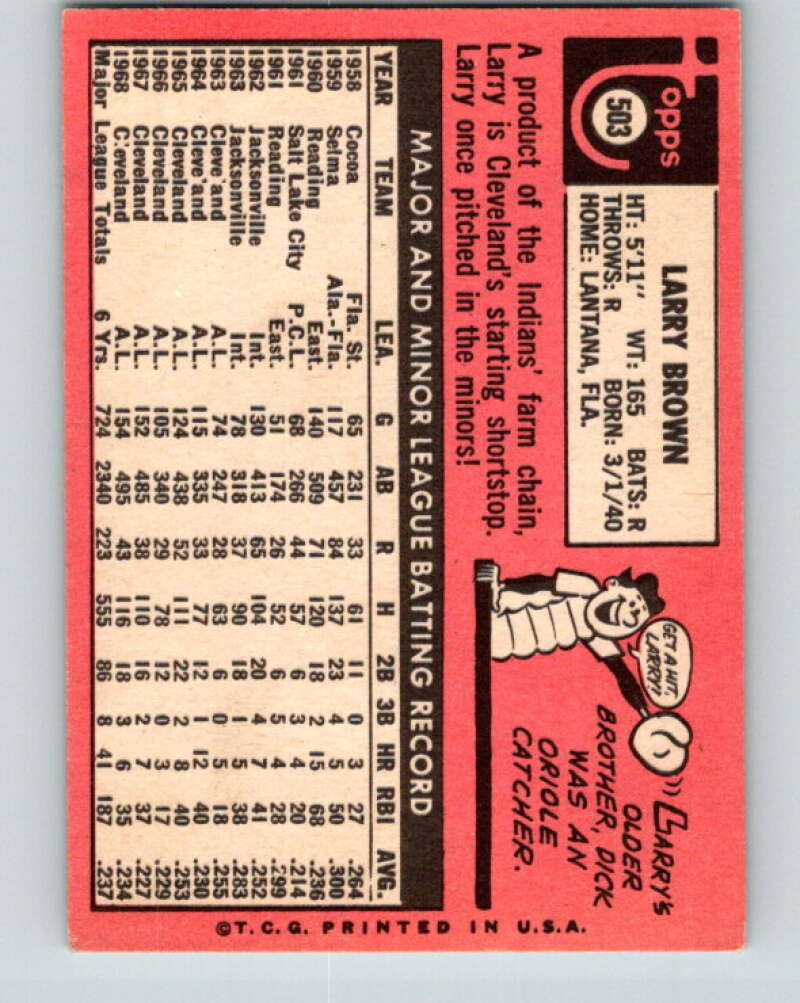 Topps
503
LARRY BROWN
HT: 5'11" WT: 165 BATS: R
THROWS: R BORN: 3/1/40
HOME: LANTANA, FLA.
A product of the Indians' farm chain,
Larry is Cleveland's starting shortstop.
Larry once pitched in the minors!
GET A HIT,
LARRY!
LARRY'S
OLDER
BROTHER, DICK
WAS AN
ORIOLE
CATCHER.
MAJOR AND MINOR LEAGUE BATTING RECORD
YEAR TEAM LEA. G AB R H 2B 3B HR RBI AVG.
1958 Cocoa Fla. St. 65 231 33 61 11 0 3 27 .264
1959 Selma Ala.-Fla. 117 457 84 137 23 4 5 50 .300
1960 Reading East. 140 509 71 120 18 2 15 68 .236
1961 Salt Lake City P.C.L. 68 266 44 57 6 3 4 20 .214
1961 Reading East. 51 174 26 52 6 5 4 28 .299
1962 Jacksonville Int. 130 413 65 104 20 4 7 41 .252
1963 Jacksonville Int. 78 318 37 90 18 1 5 38 .283
1963 Cleve and A.L. 74 247 28 63 6 0 5 18 .255
1964 Cleve'and A.L. 115 335 33 77 12 1 12 40 .230
1965 Cleveland A.L. 124 438 52 111 22 2 8 40 .253
1966 Cleveland A.L. 105 340 29 78 12 0 3 17 .229
1967 Cleveland A.L. 152 485 38 110 16 2 7 37 .227
1968 C'eveland A.L. 154 495 43 116 18 3 6 35 .234
Major League Totals 6 Yrs. 724 2340 223 555 86 8 41 187 .237
©T.C.G. PRINTED IN U.S.A.